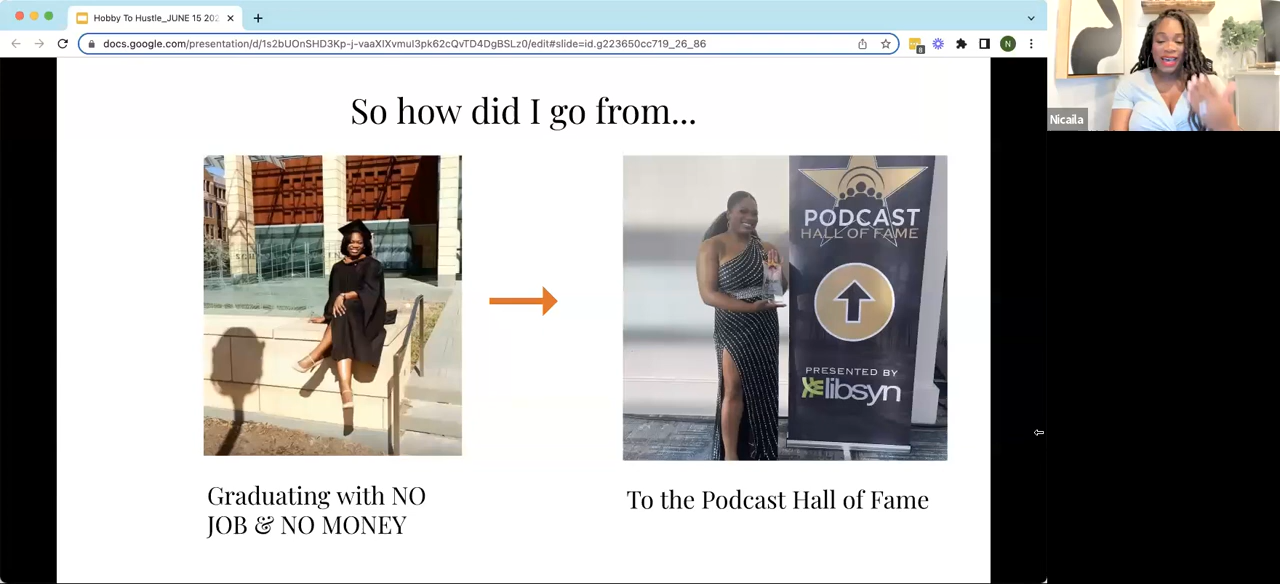 Hobby To Hustle_JUNE 15 202
docs.google.com/presentation/d/1s2bUOnSHD3Kp-j-vaaXIXvmuI3pk62cQvTD4DgBSLz0/edit#slide=id.g223650cc719_26_86
8
N
Nicaila
So how did I go from...
PODCAST
HALL OF FAME
PRESENTED BY
libsyn
Graduating with NO
JOB & NO MONEY
To the Podcast Hall of Fame